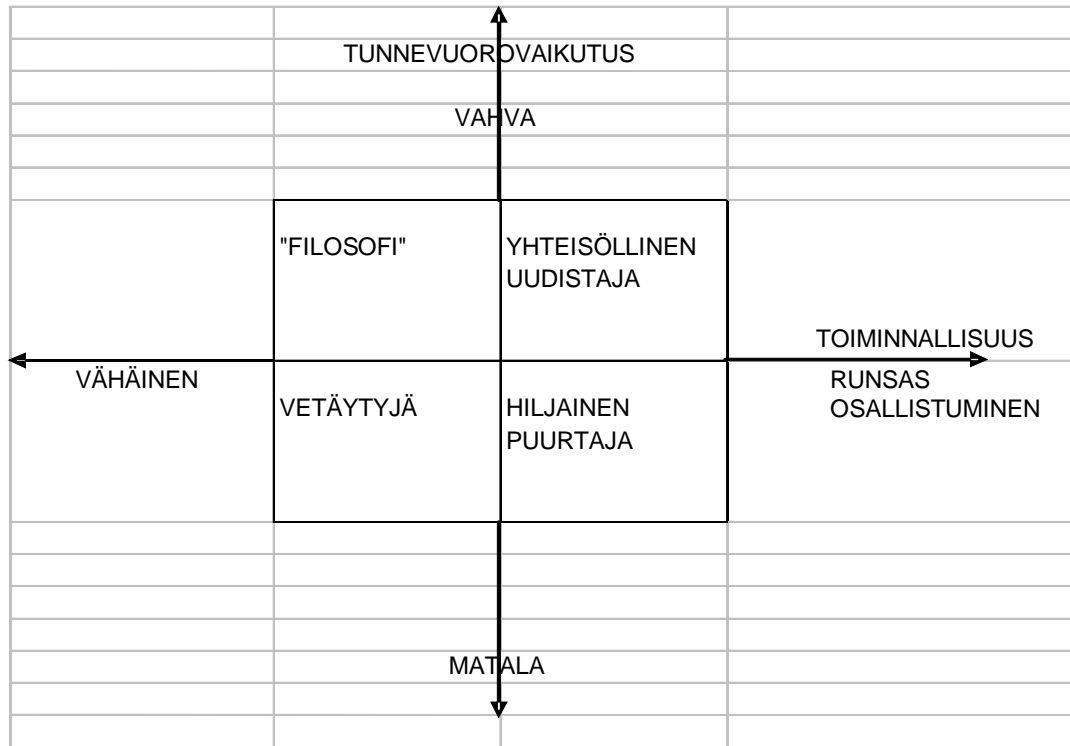 TUNNEVUOROVAIKUTUS
VAHVA
"FILOSOFI"
YHTEISÖLLINEN
UUDISTAJA
TOIMINNALLISUUS
VÄHÄINEN
RUNSAS
OSALLISTUMINEN
VETÄYTYJÄ
HILJAINEN
PUURTAJA
MATALA